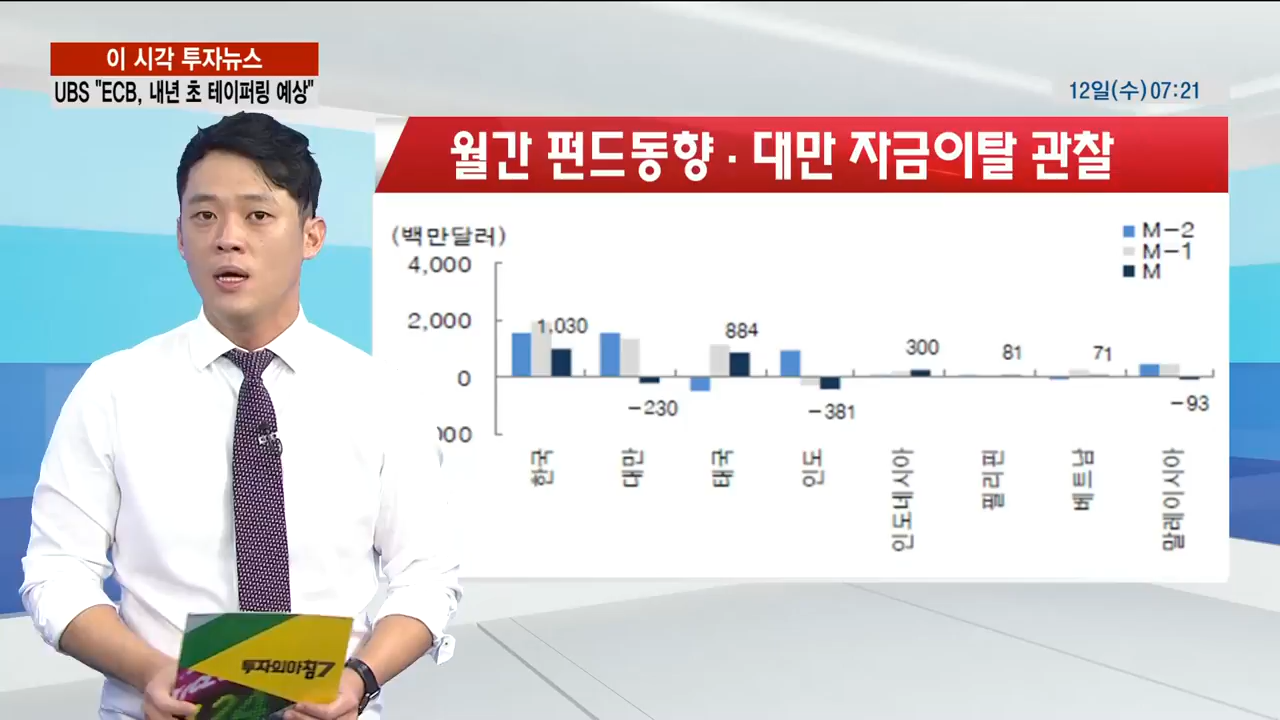 이 시각 투자뉴스
UBS "ECB, 내년 초 테이퍼링 예상"
12일(수) 07:21
월간 펀드동향 · 대만 자금이탈 관찰
(백만달러)
M-2
M-1
M
4,000
2,000
0
000
1,030
-230
884
-381
300
81
71
-93
한국
대만
태국
인도
인도네시아
필리핀
베트남
말레이시아
투자의아침7